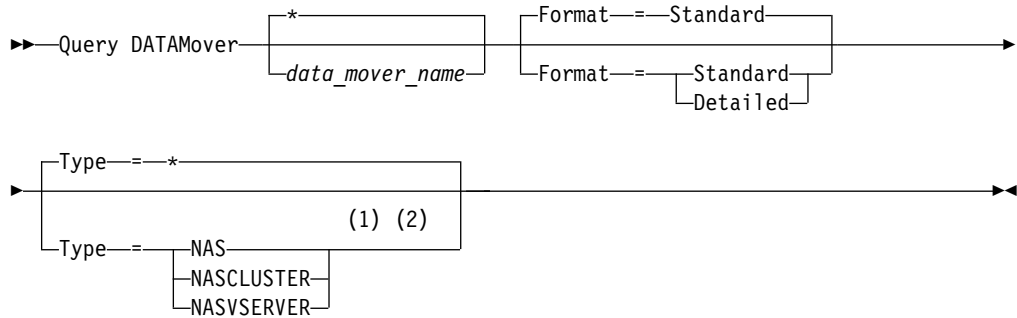 * Format = Standard
Query DATAMover
data_mover_name Format = Standard
Detailed
Type = *
(1) (2)
Type = NAS
NASCLUSTER
NASVSERVER